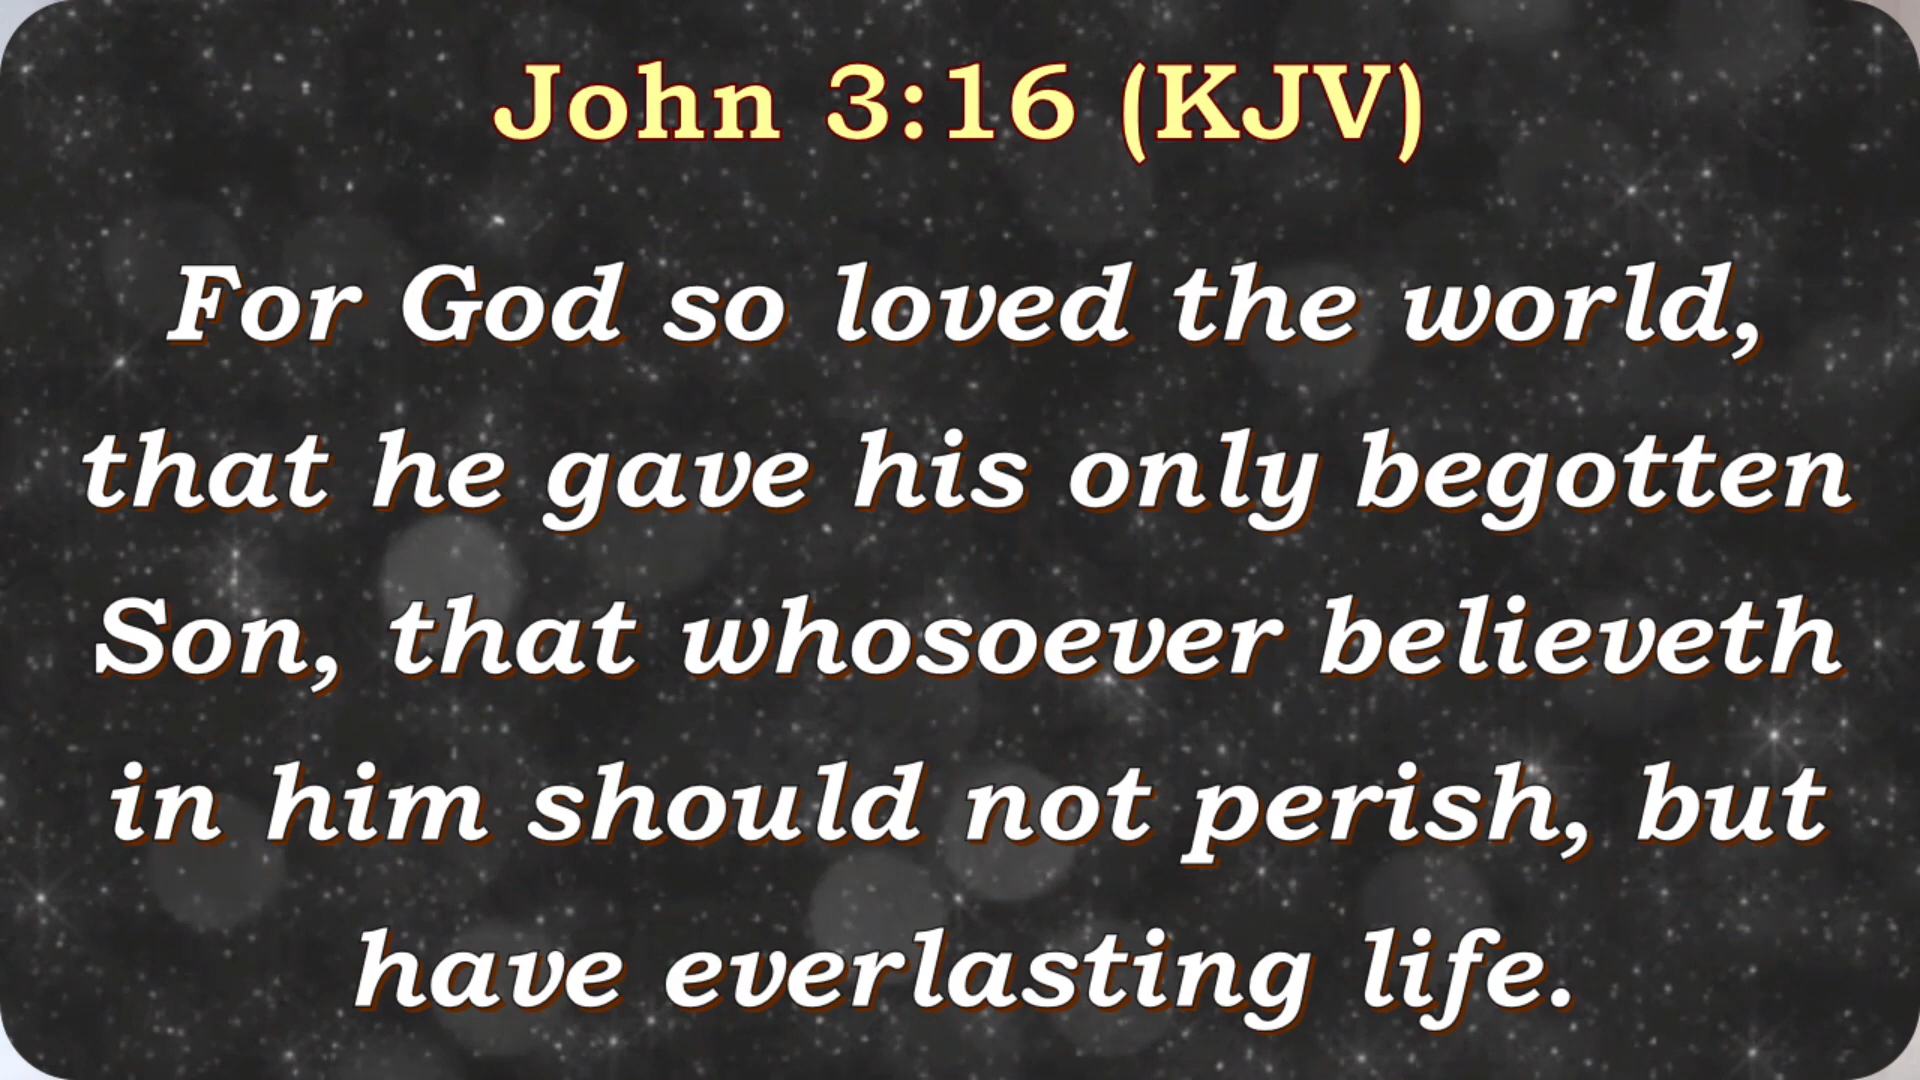 John 3:16 (KJV)
For God so loved the world,
that he gave his only begotten
Son, that whosoever believeth
in him should not perish, but
have everlasting life.